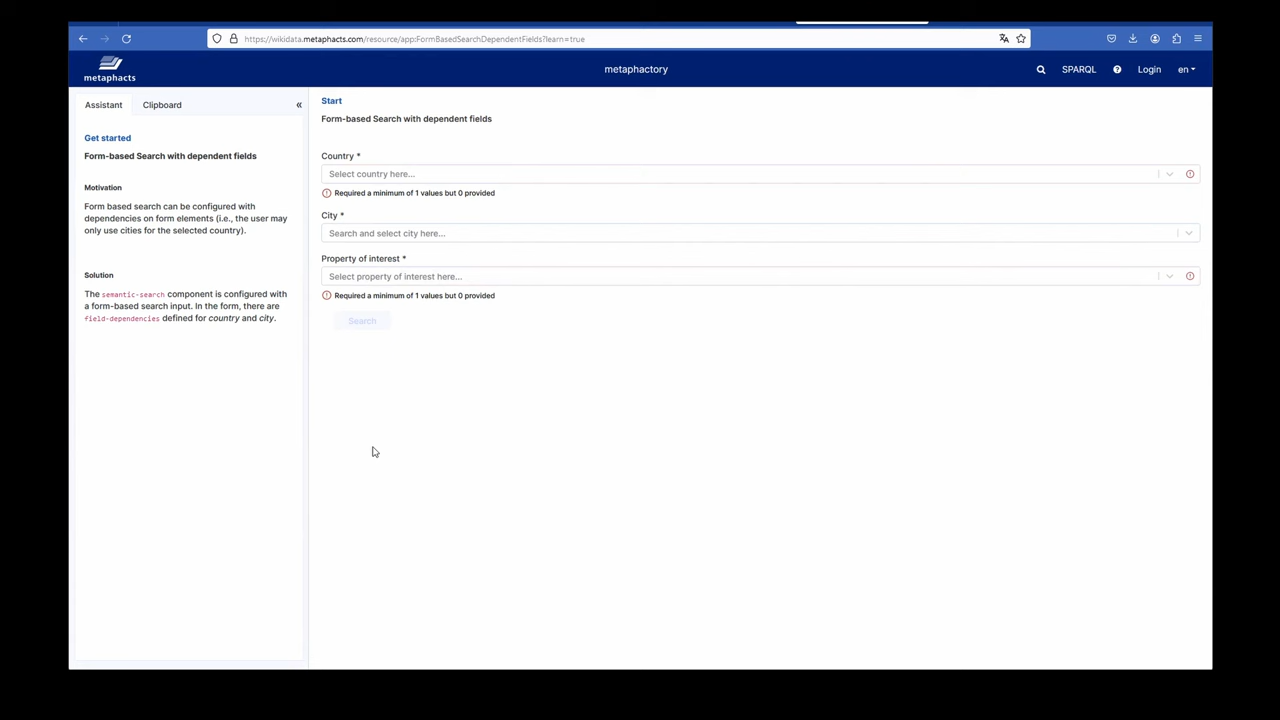 https://wikidata.metaphacts.com/resource/app:FormBasedSearchDependentFields?learn=true
metaphacts
metaphactory
SPARQL
Login
en
Assistant
Clipboard
«
Get started
Form-based Search with dependent fields
Motivation
Form based search can be configured with
dependencies on form elements (i.e., the user may
only use cities for the selected country).
Solution
The semantic-search component is configured with
a form-based search input. In the form, there are
field-dependencies defined for country and city.
Start
Form-based Search with dependent fields
Country *
Select country here...
Required a minimum of 1 values but 0 provided
City *
Search and select city here...
Property of interest *
Select property of interest here...
Required a minimum of 1 values but 0 provided
Search